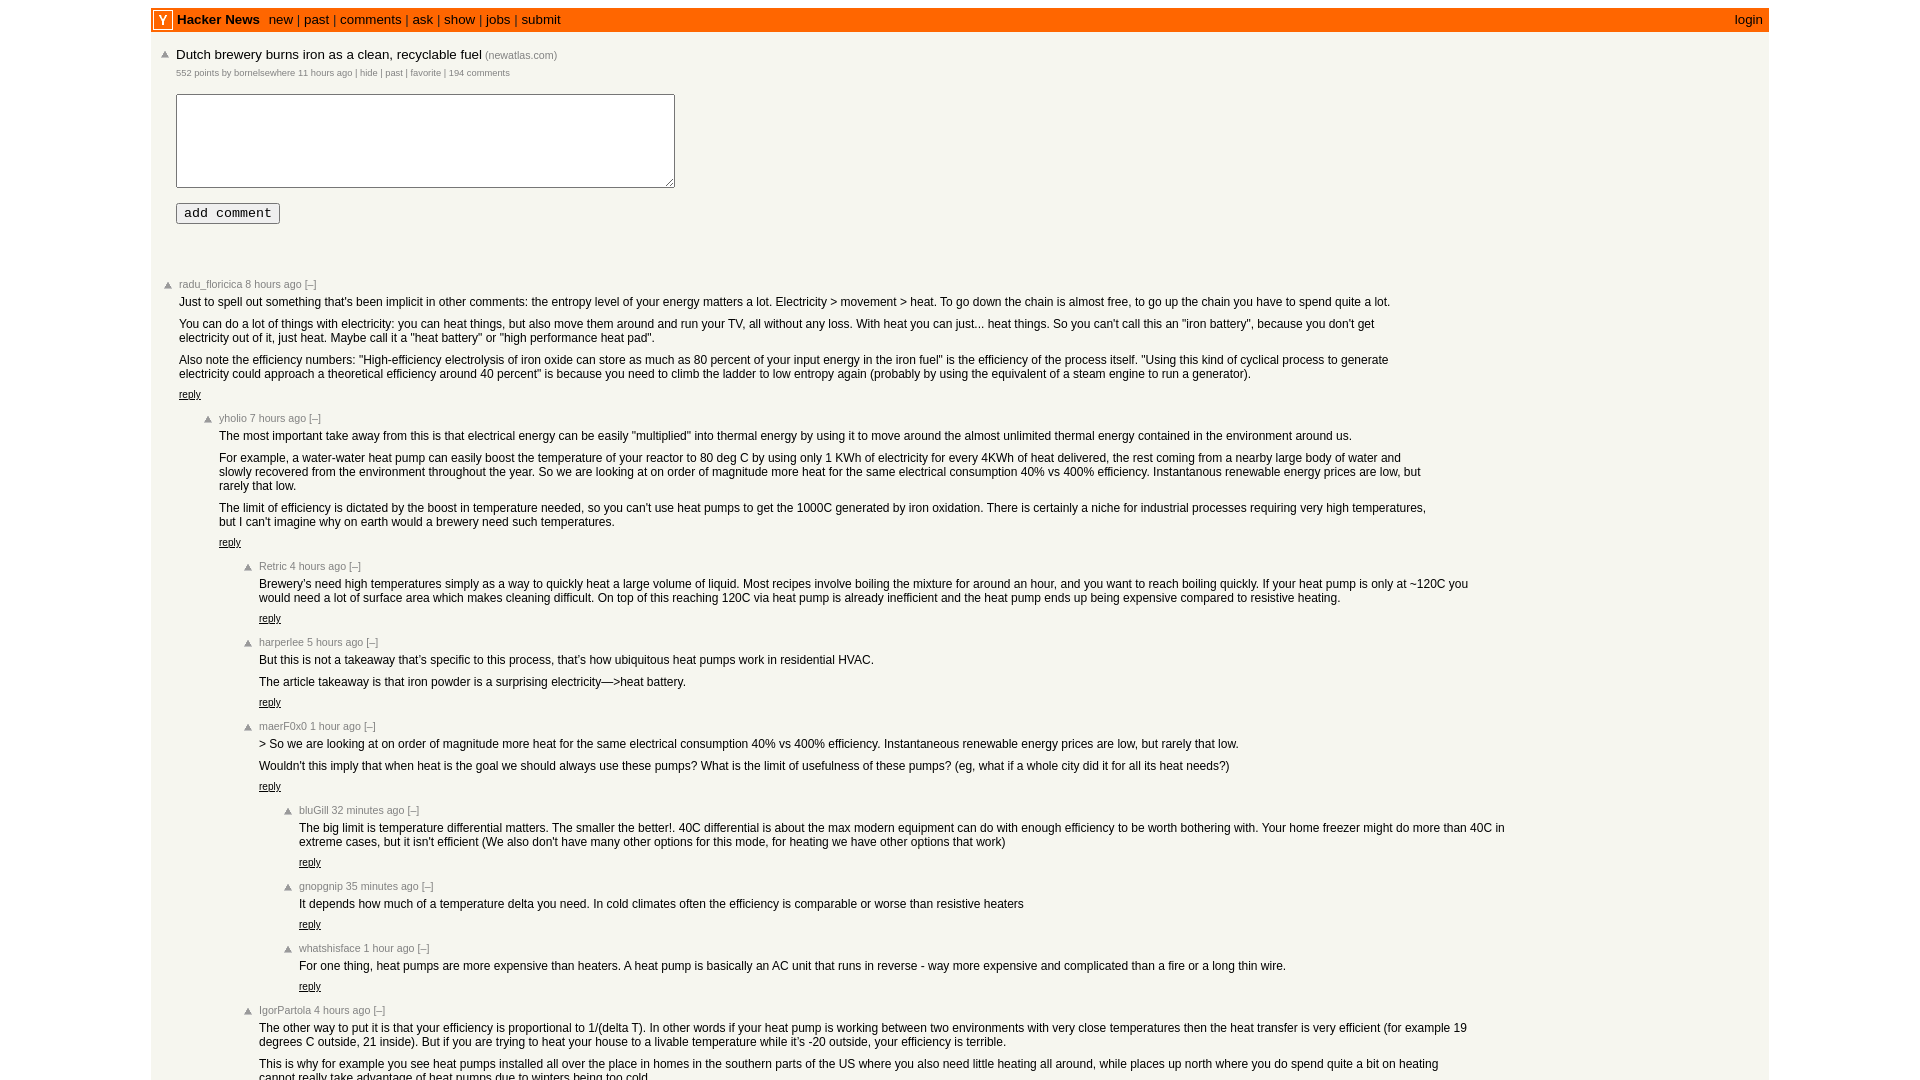 Y Hacker News new | past | comments | ask | show | jobs | submit login
Dutch brewery burns iron as a clean, recyclable fuel (newatlas.com)
552 points by bornelsewhere 11 hours ago | hide | past | favorite | 194 comments
add comment
radu_floricica 8 hours ago [–]
Just to spell out something that's been implicit in other comments: the entropy level of your energy matters a lot. Electricity > movement > heat. To go down the chain is almost free, to go up the chain you have to spend quite a lot.
You can do a lot of things with electricity: you can heat things, but also move them around and run your TV, all without any loss. With heat you can just... heat things. So you can't call this an "iron battery", because you don't get
electricity out of it, just heat. Maybe call it a "heat battery" or "high performance heat pad".
Also note the efficiency numbers: "High-efficiency electrolysis of iron oxide can store as much as 80 percent of your input energy in the iron fuel" is the efficiency of the process itself. "Using this kind of cyclical process to generate
electricity could approach a theoretical efficiency around 40 percent" is because you need to climb the ladder to low entropy again (probably by using the equivalent of a steam engine to run a generator).
reply
yholio 7 hours ago [–]
The most important take away from this is that electrical energy can be easily "multiplied" into thermal energy by using it to move around the almost unlimited thermal energy contained in the environment around us.
For example, a water-water heat pump can easily boost the temperature of your reactor to 80 deg C by using only 1 KWh of electricity for every 4KWh of heat delivered, the rest coming from a nearby large body of water and
slowly recovered from the environment throughout the year. So we are looking at on order of magnitude more heat for the same electrical consumption 40% vs 400% efficiency. Instantanous renewable energy prices are low, but
rarely that low.
The limit of efficiency is dictated by the boost in temperature needed, so you can't use heat pumps to get the 1000C generated by iron oxidation. There is certainly a niche for industrial processes requiring very high temperatures,
but I can't imagine why on earth would a brewery need such temperatures.
reply
Retric 4 hours ago [–]
Brewery’s need high temperatures simply as a way to quickly heat a large volume of liquid. Most recipes involve boiling the mixture for around an hour, and you want to reach boiling quickly. If your heat pump is only at ~120C you
would need a lot of surface area which makes cleaning difficult. On top of this reaching 120C via heat pump is already inefficient and the heat pump ends up being expensive compared to resistive heating.
reply
harperlee 5 hours ago [–]
But this is not a takeaway that’s specific to this process, that’s how ubiquitous heat pumps work in residential HVAC.
The article takeaway is that iron powder is a surprising electricity—>heat battery.
reply
maerF0x0 1 hour ago [–]
> So we are looking at on order of magnitude more heat for the same electrical consumption 40% vs 400% efficiency. Instantaneous renewable energy prices are low, but rarely that low.
Wouldn't this imply that when heat is the goal we should always use these pumps? What is the limit of usefulness of these pumps? (eg, what if a whole city did it for all its heat needs?)
reply
bluGill 32 minutes ago [–]
The big limit is temperature differential matters. The smaller the better!. 40C differential is about the max modern equipment can do with enough efficiency to be worth bothering with. Your home freezer might do more than 40C in
extreme cases, but it isn't efficient (We also don't have many other options for this mode, for heating we have other options that work)
reply
gnopgnip 35 minutes ago [–]
It depends how much of a temperature delta you need. In cold climates often the efficiency is comparable or worse than resistive heaters
reply
whatshisface 1 hour ago [–]
For one thing, heat pumps are more expensive than heaters. A heat pump is basically an AC unit that runs in reverse - way more expensive and complicated than a fire or a long thin wire.
reply
IgorPartola 4 hours ago [–]
The other way to put it is that your efficiency is proportional to 1/(delta T). In other words if your heat pump is working between two environments with very close temperatures then the heat transfer is very efficient (for example 19
degrees C outside, 21 inside). But if you are trying to heat your house to a livable temperature while it’s -20 outside, your efficiency is terrible.
This is why for example you see heat pumps installed all over the place in homes in the southern parts of the US where you also need little heating all around, while places up north where you do spend quite a bit on heating
cannot really take advantage of heat pumps due to winters being too cold.